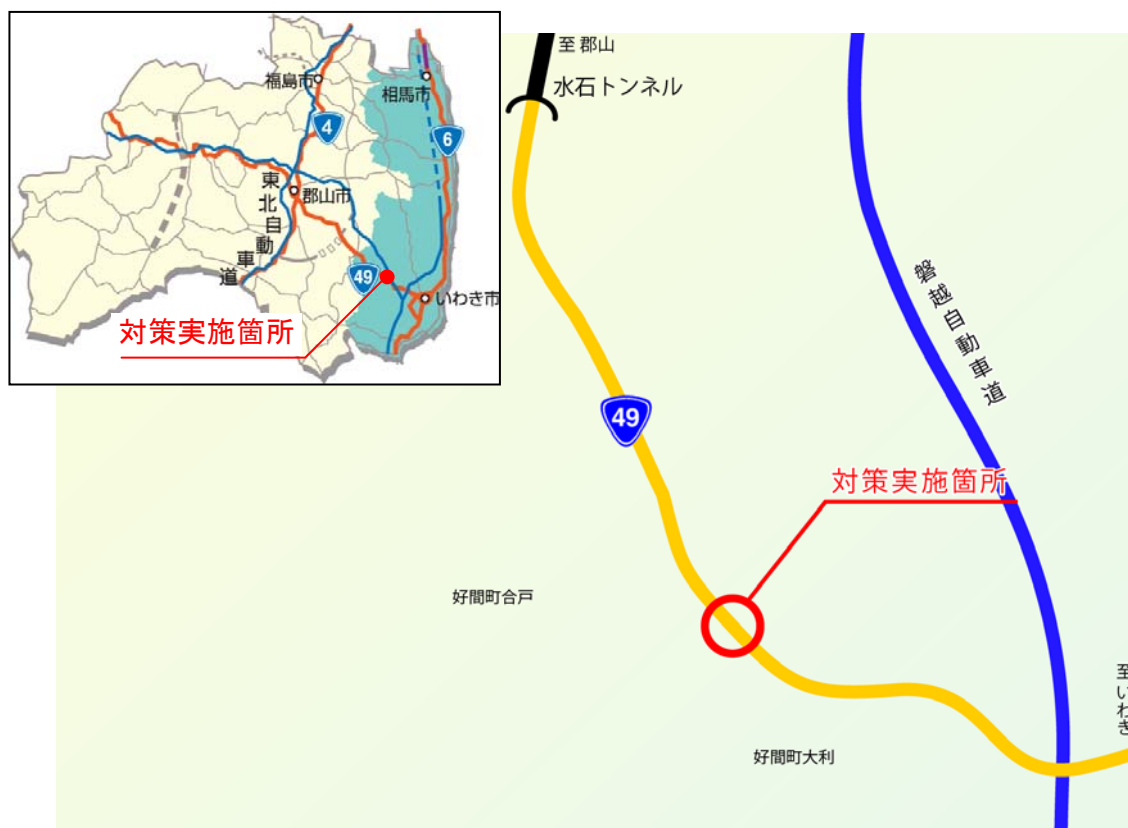 福島市
相馬市
4
6
東北自動車道
郡山市
49
いわき市
対策実施箇所
至 郡山
水石トンネル
磐越自動車道
49
対策実施箇所
好間町合戸
至いわき
好間町大利